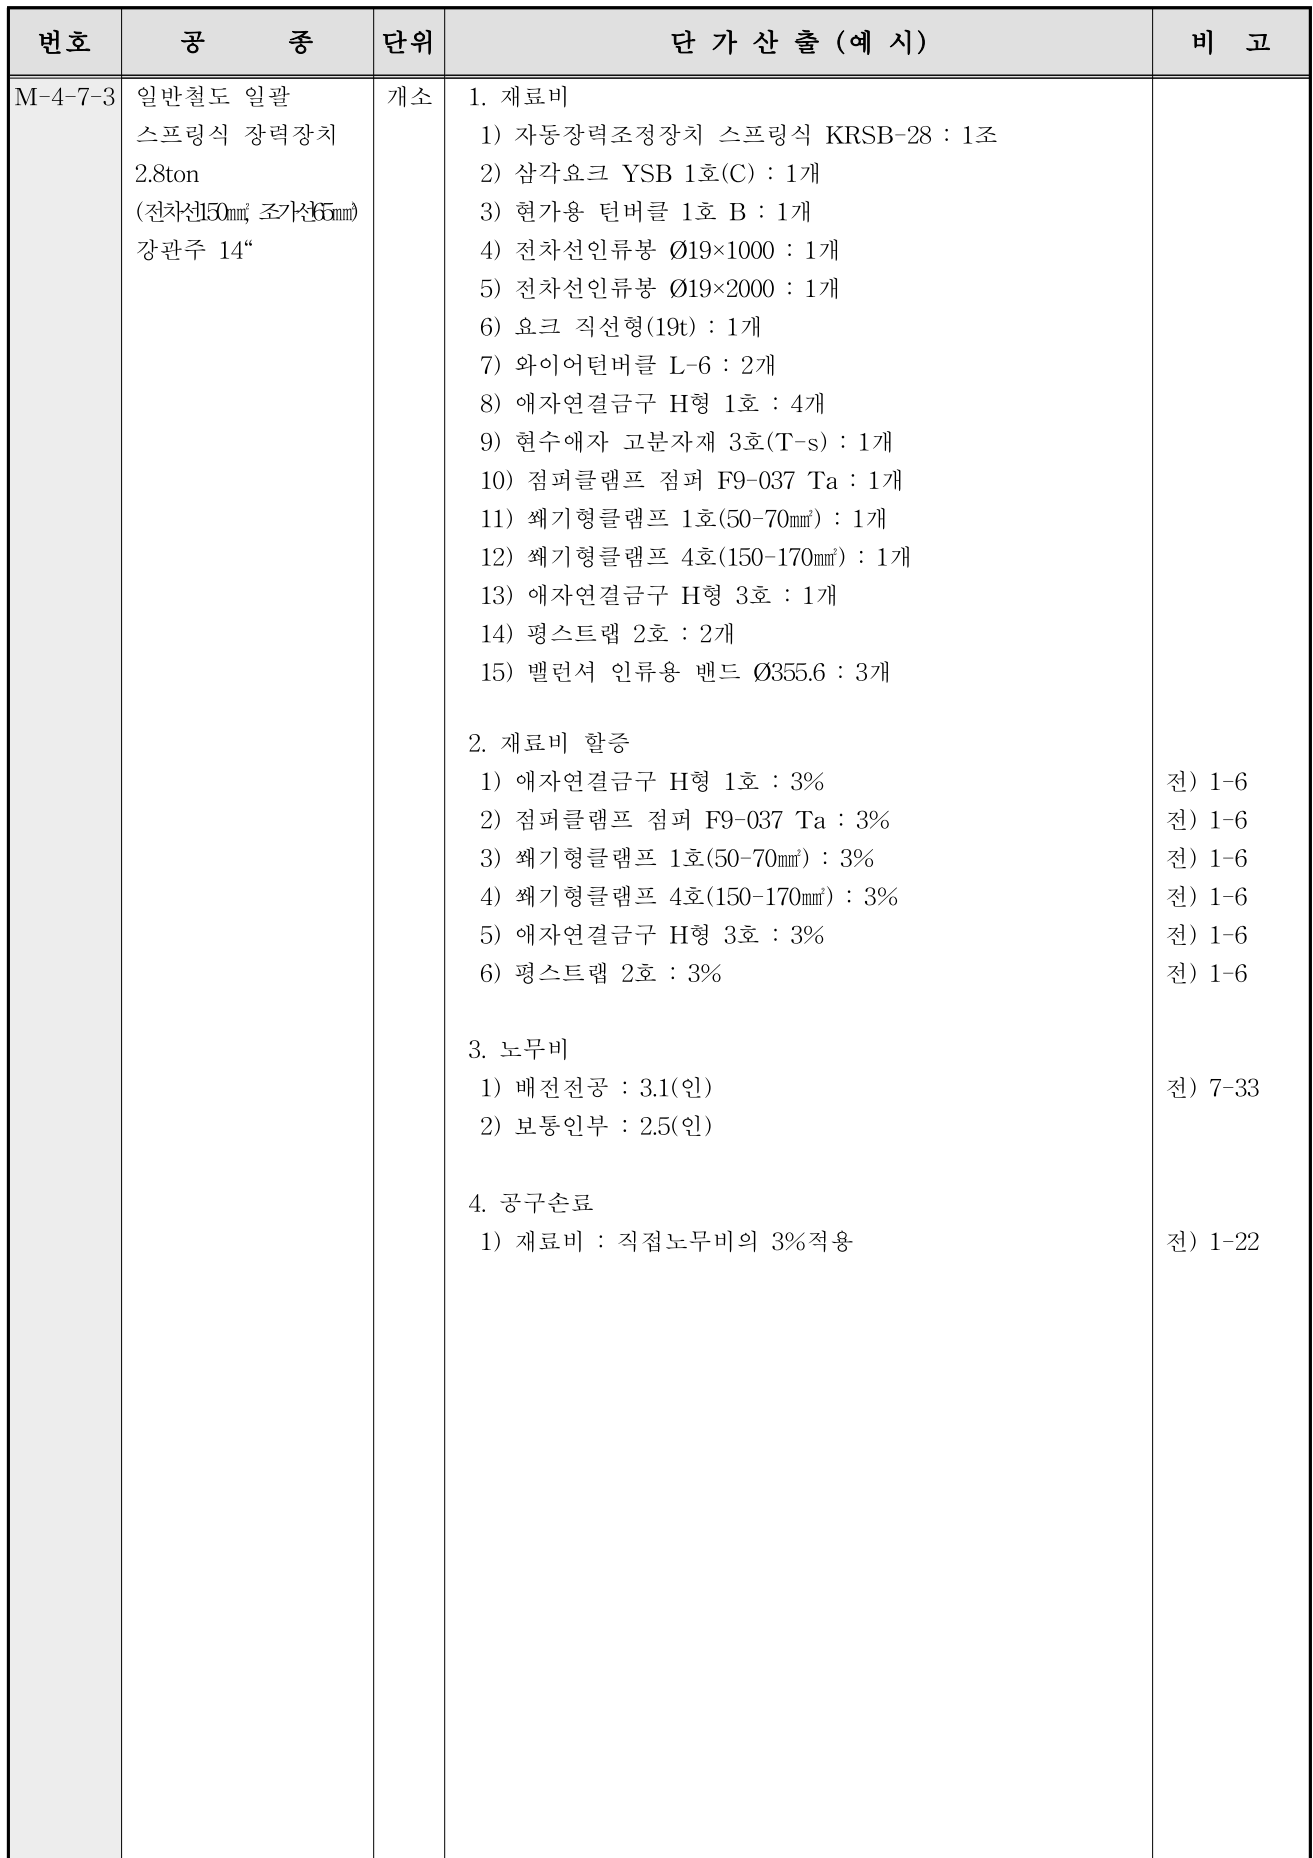 번호 공 종 단위 단 가 산 출 (예 시) 비 고
M-4-7-3 일반철도 일괄 개소 1. 재료비
스프링식 장력장치 1) 자동장력조정장치 스프링식 KRSB-28 : 1조
2.8ton 2) 삼각요크 YSB 1호(C) : 1개
(전차선150㎟, 조가선65㎟) 3) 현가용 턴버클 1호 B : 1개
강관주 14“ 4) 전차선인류봉 Ø19×1000 : 1개
5) 전차선인류봉 Ø19×2000 : 1개
6) 요크 직선형(19t) : 1개
7) 와이어턴버클 L-6 : 2개
8) 애자연결금구 H형 1호 : 4개
9) 현수애자 고분자재 3호(T-s) : 1개
10) 점퍼클램프 점퍼 F9-037 Ta : 1개
11) 쐐기형클램프 1호(50-70㎟) : 1개
12) 쐐기형클램프 4호(150-170㎟) : 1개
13) 애자연결금구 H형 3호 : 1개
14) 평스트랩 2호 : 2개
15) 밸런셔 인류용 밴드 Ø355.6 : 3개
2. 재료비 할증
1) 애자연결금구 H형 1호 : 3% 전) 1-6
2) 점퍼클램프 점퍼 F9-037 Ta : 3% 전) 1-6
3) 쐐기형클램프 1호(50-70㎟) : 3% 전) 1-6
4) 쐐기형클램프 4호(150-170㎟) : 3% 전) 1-6
5) 애자연결금구 H형 3호 : 3% 전) 1-6
6) 평스트랩 2호 : 3% 전) 1-6
3. 노무비
1) 배전전공 : 3.1(인) 전) 7-33
2) 보통인부 : 2.5(인)
4. 공구손료
1) 재료비 : 직접노무비의 3%적용 전) 1-22